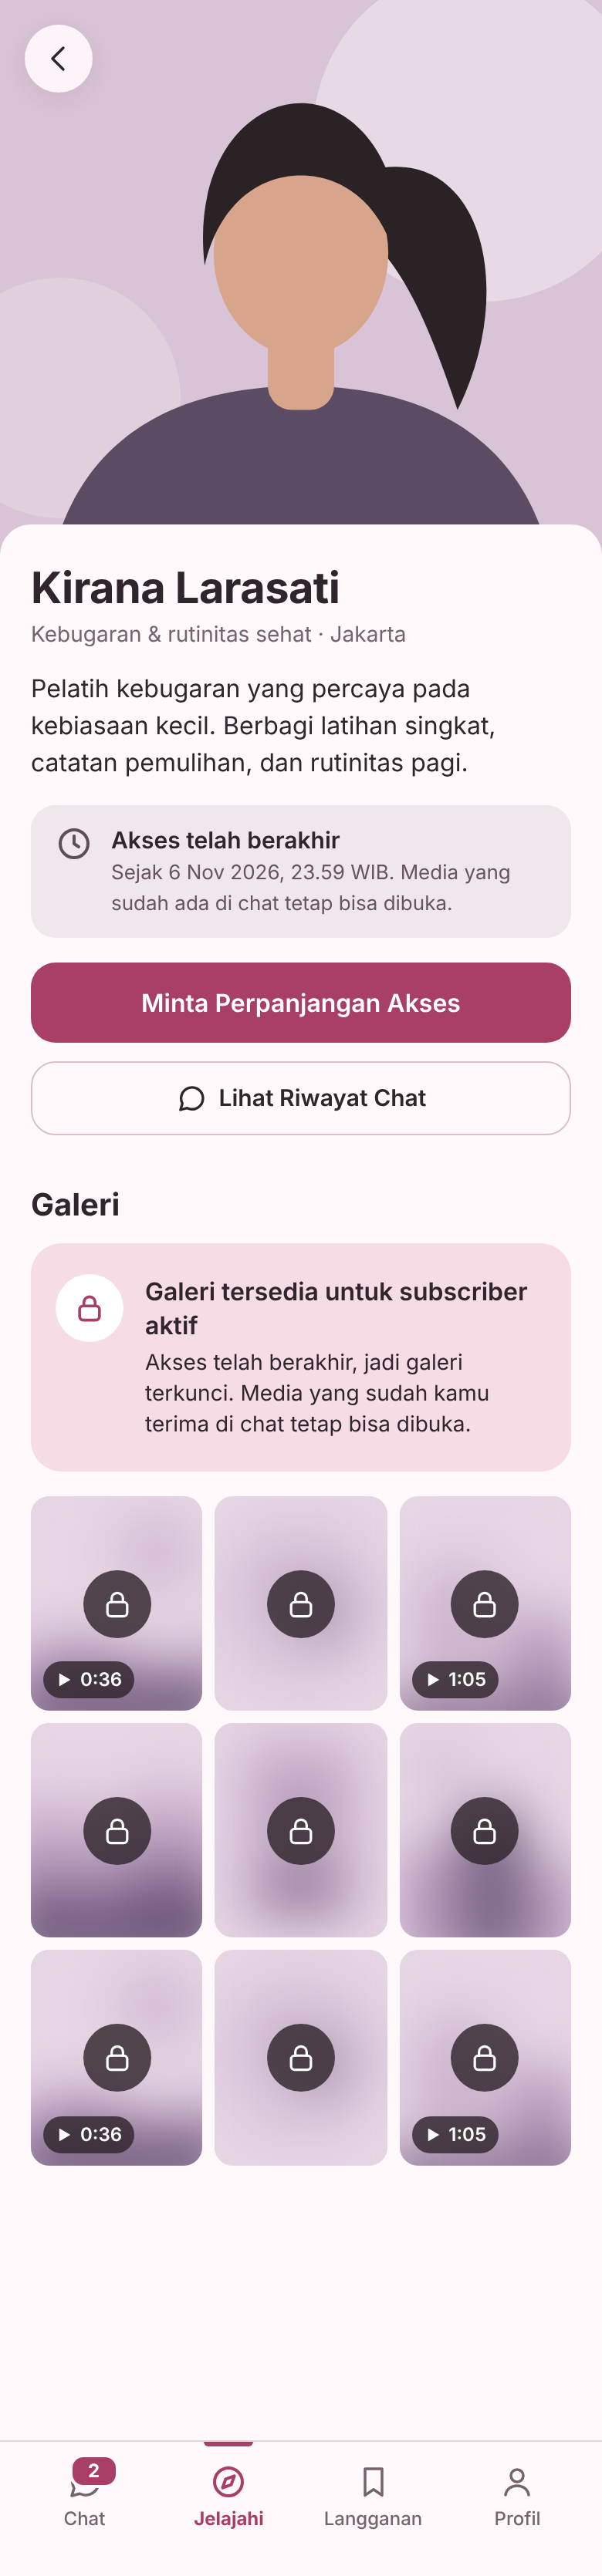 Kirana Larasati
Kebugaran & rutinitas sehat · Jakarta
Pelatih kebugaran yang percaya pada
kebiasaan kecil. Berbagi latihan singkat,
catatan pemulihan, dan rutinitas pagi.
Akses telah berakhir
Sejak 6 Nov 2026, 23.59 WIB. Media yang
sudah ada di chat tetap bisa dibuka.
Minta Perpanjangan Akses
Lihat Riwayat Chat
Galeri
Galeri tersedia untuk subscriber
aktif
Akses telah berakhir, jadi galeri
terkunci. Media yang sudah kamu
terima di chat tetap bisa dibuka.
0:36
1:05
0:36
1:05
2
Chat
Jelajahi
Langganan
Profil